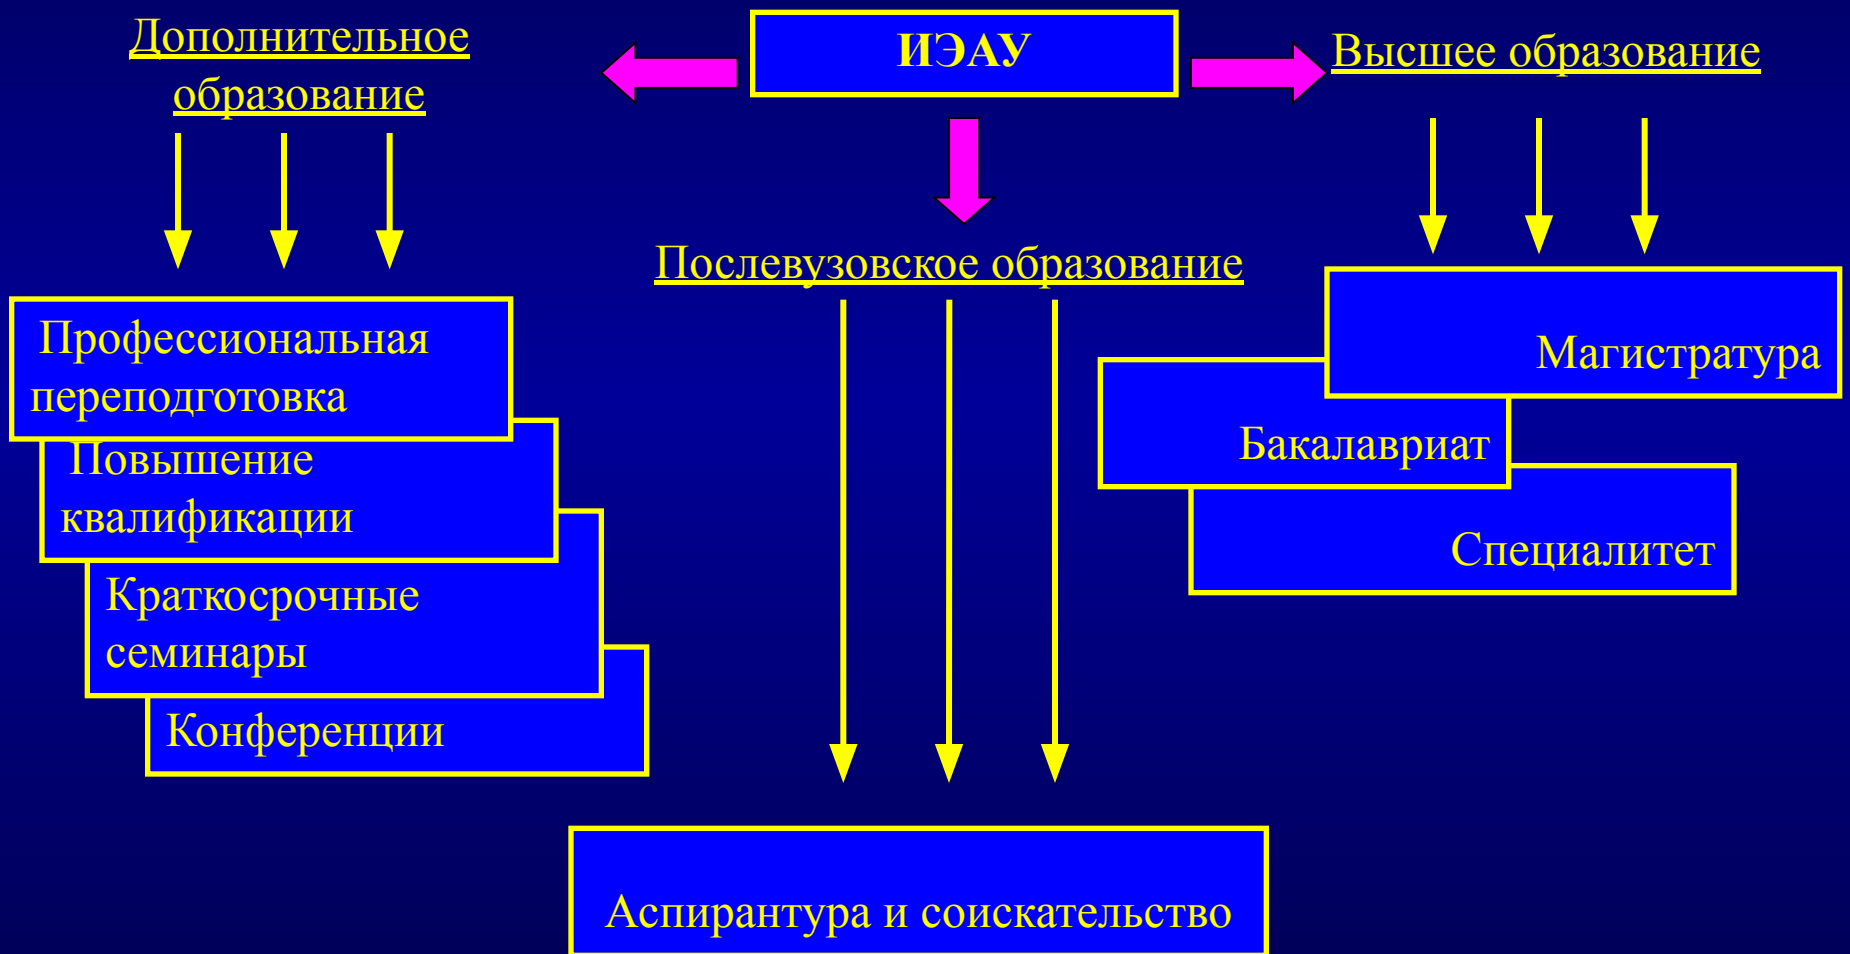 ИЭАУ
Дополнительное
образование
Высшее образование
Послевузовское образование
Профессиональная
переподготовка
Повышение
квалификации
Краткосрочные
семинары
Конференции
Магистратура
Бакалавриат
Специалитет
Аспирантура и соискательство